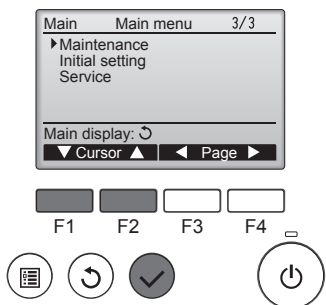 Main Main menu 3/3
Maintenance
Initial setting
Service
Main display:
Cursor Page
F1 F2 F3 F4